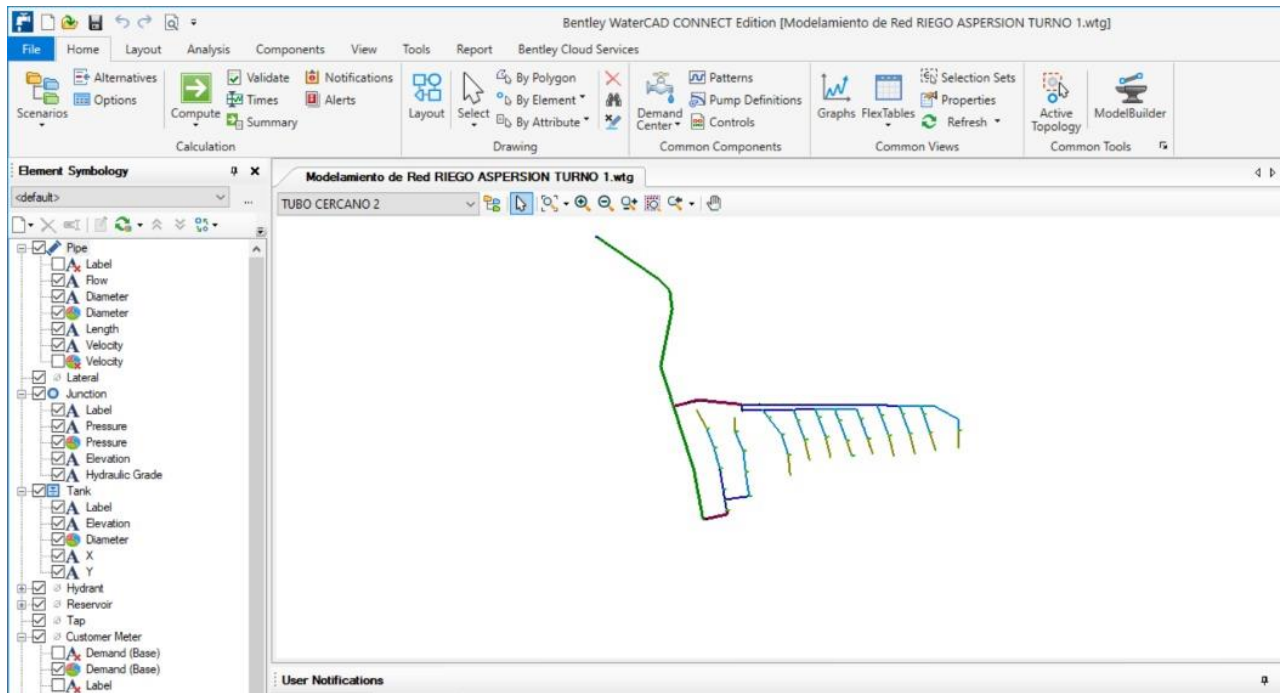 Bentley WaterCAD CONNECT Edition [Modelamiento de Red RIEGO ASPERSION TURNO 1.wtg]
File Home Layout Analysis Components View Tools Report Bentley Cloud Services
Scenarios
Alternatives
Options
Compute
Validate
Times
Summary
Notifications
Alerts
Calculation
Layout
Select
By Polygon
By Element
By Attribute
Drawing
Demand Center
Patterns
Pump Definitions
Controls
Common Components
Graphs
FlexTables
Selection Sets
Properties
Refresh
Common Views
Active Topology
ModelBuilder
Common Tools
Element Symbology
<default>
Pipe
Label
Flow
Diameter
Diameter
Length
Velocity
Velocity
Lateral
Junction
Label
Pressure
Pressure
Elevation
Hydraulic Grade
Tank
Label
Elevation
Diameter
X
Y
Hydrant
Reservoir
Tap
Customer Meter
Demand (Base)
Demand (Base)
Label
Modelamiento de Red RIEGO ASPERSION TURNO 1.wtg
TUBO CERCANO 2
User Notifications